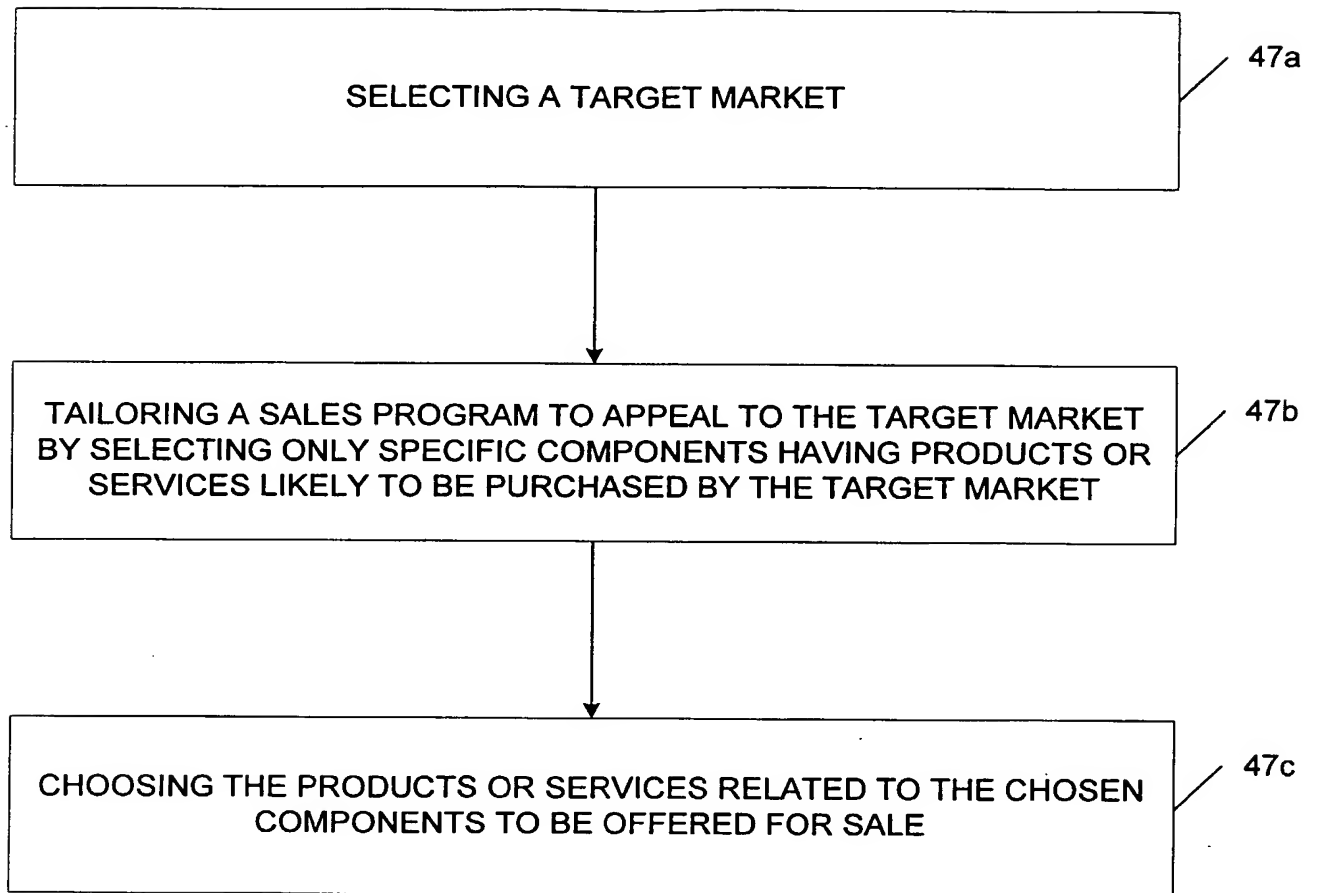 SELECTING A TARGET MARKET
47a
TAILORING A SALES PROGRAM TO APPEAL TO THE TARGET MARKET
BY SELECTING ONLY SPECIFIC COMPONENTS HAVING PRODUCTS OR
SERVICES LIKELY TO BE PURCHASED BY THE TARGET MARKET
47b
CHOOSING THE PRODUCTS OR SERVICES RELATED TO THE CHOSEN
COMPONENTS TO BE OFFERED FOR SALE
47c